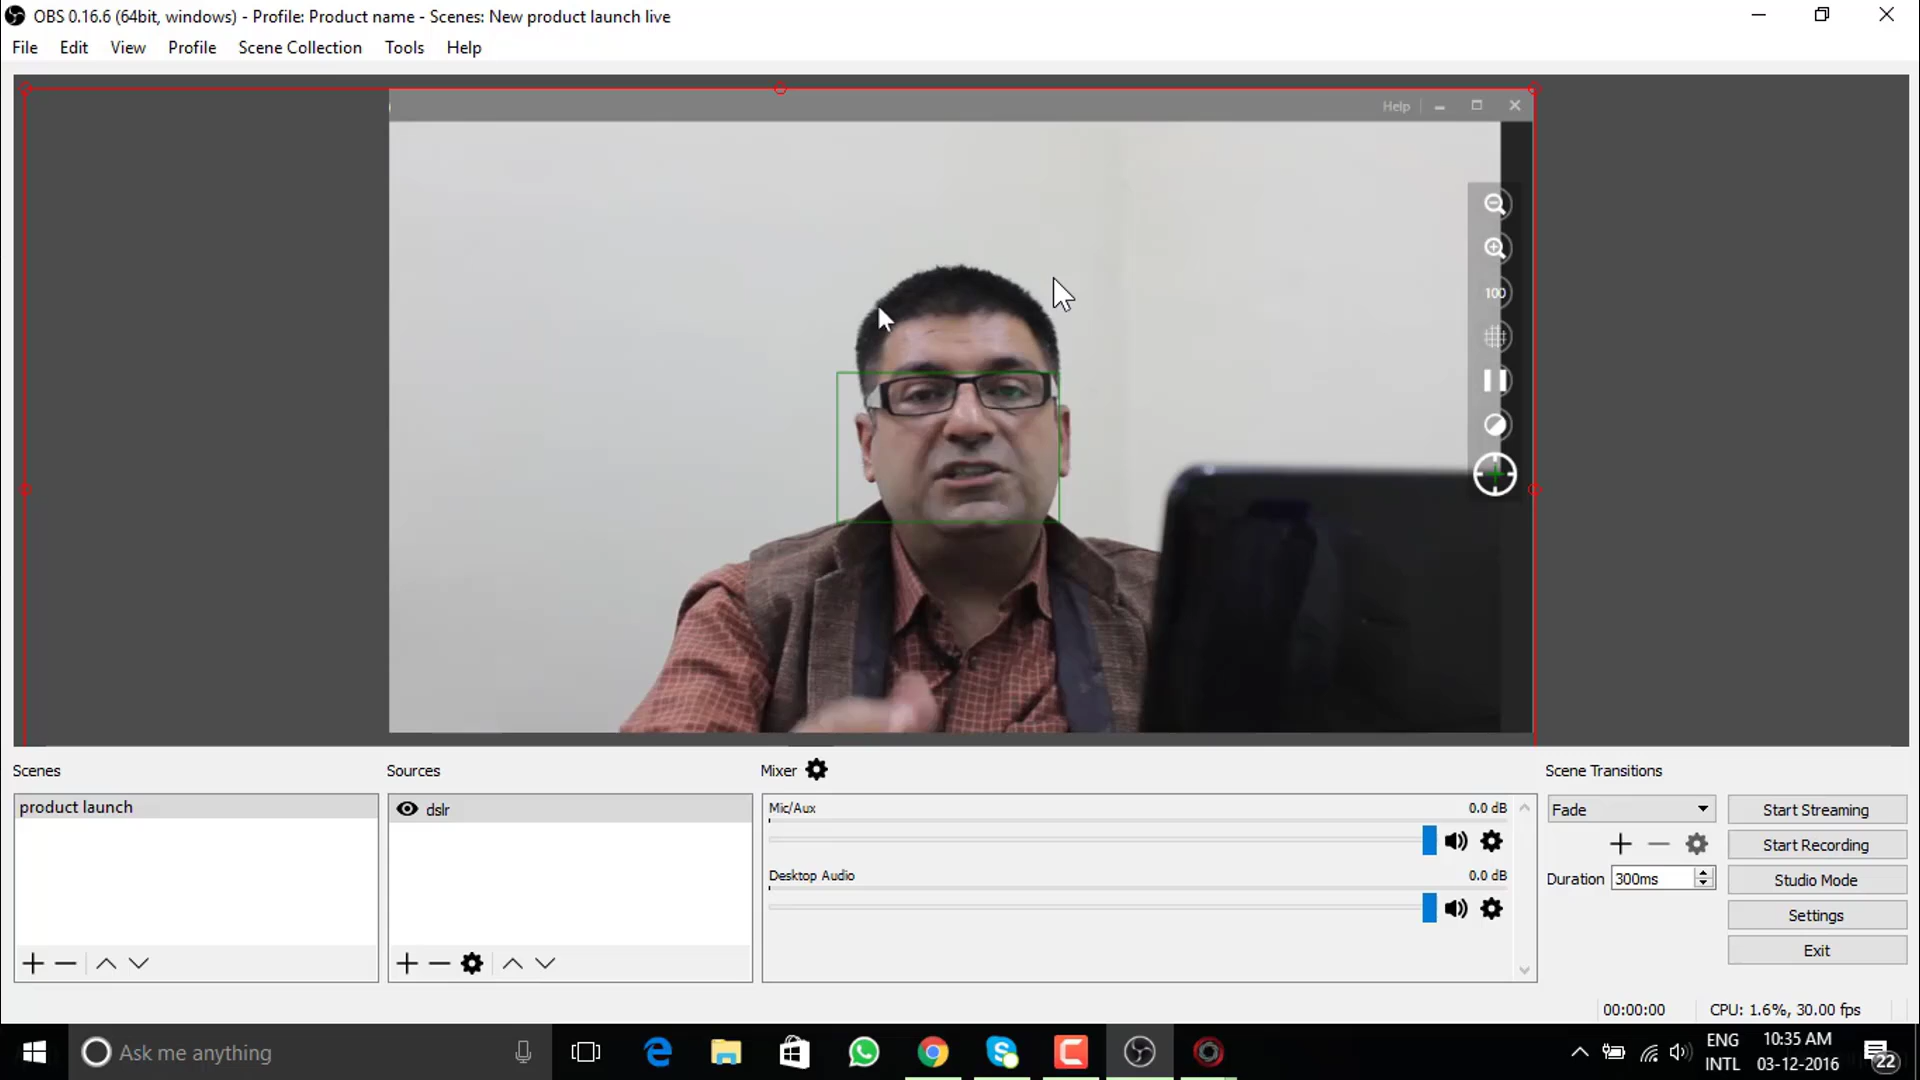 OBS 0.16.6 (64bit, windows) - Profile: Product name - Scenes: New product launch live
File Edit View Profile Scene Collection Tools Help
Help
100
Scenes
product launch
Sources
dslr
Mixer
Mic/Aux 0.0 dB
Desktop Audio 0.0 dB
Scene Transitions
Fade
Duration 300ms
Start Streaming
Start Recording
Studio Mode
Settings
Exit
00:00:00 CPU: 1.6%, 30.00 fps
Ask me anything
ENG
INTL
10:35 AM
03-12-2016
22